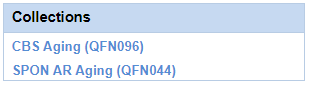 Collections
CBS Aging (QFN096)
SPON AR Aging (QFN044)